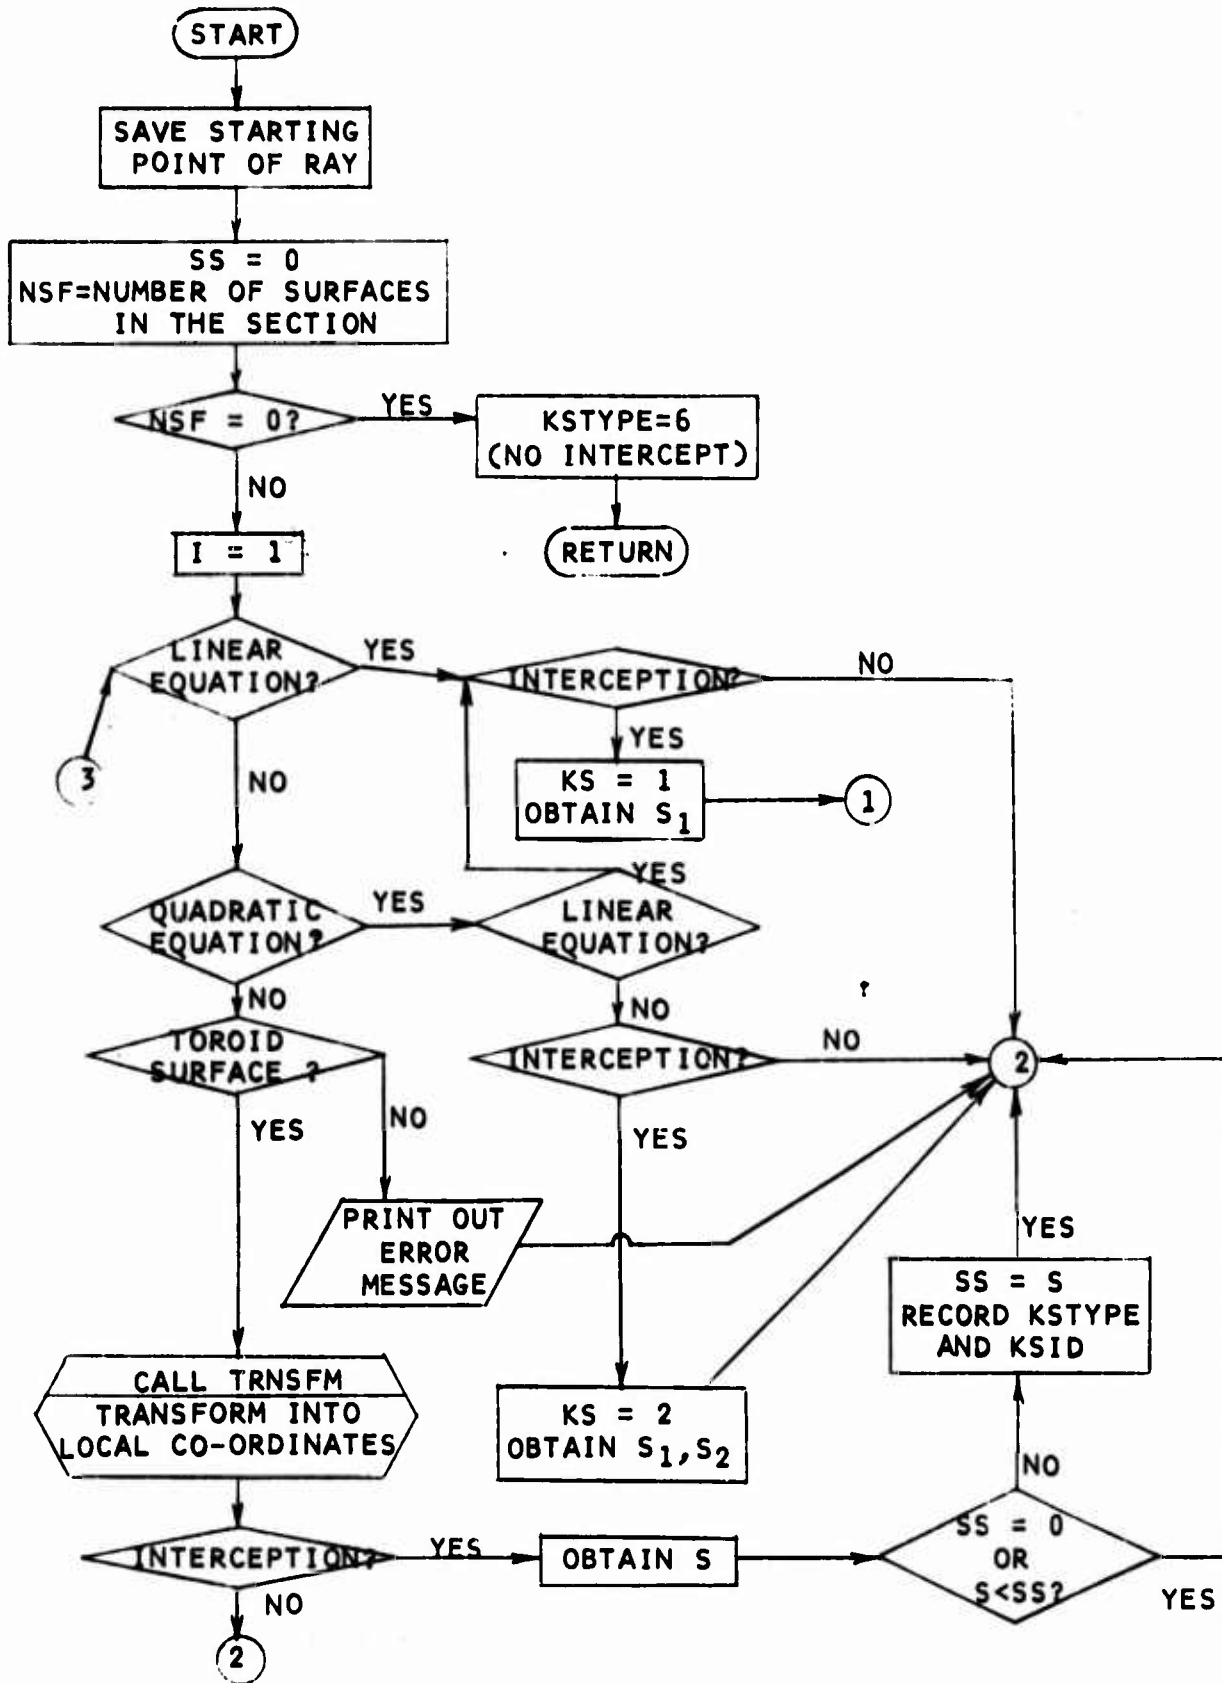 START
SAVE STARTING
POINT OF RAY
SS = 0
NSF=NUMBER OF SURFACES
IN THE SECTION
NSF = 0?
YES
KSTYPE=6
(NO INTERCEPT)
NO
RETURN
I = 1
LINEAR
EQUATION?
YES
INTERCEPTION?
NO
3
NO
YES
KS = 1
OBTAIN S1
1
QUADRATIC
EQUATION?
YES
YES
LINEAR
EQUATION?
NO
NO
TOROID
SURFACE ?
INTERCEPTION?
NO
2
YES
NO
YES
PRINT OUT
ERROR
MESSAGE
YES
SS = S
RECORD KSTYPE
AND KSID
CALL TRNSFM
TRANSFORM INTO
LOCAL CO-ORDINATES
KS = 2
OBTAIN S1,S2
NO
INTERCEPTION?
YES
OBTAIN S
SS = 0
OR
S<SS?
YES
NO
2